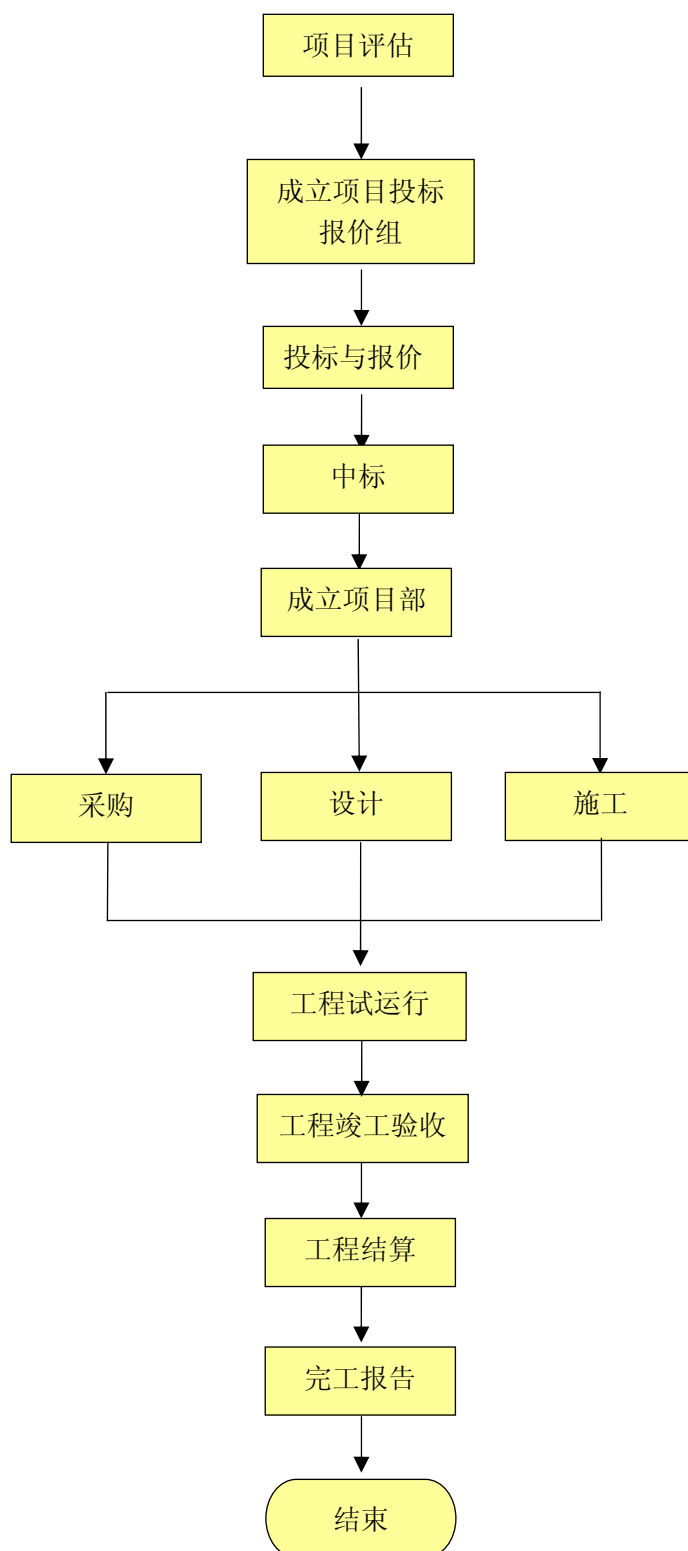 项目评估
成立项目投标
报价组
投标与报价
中标
成立项目部
采购
设计
施工
工程试运行
工程竣工验收
工程结算
完工报告
结束